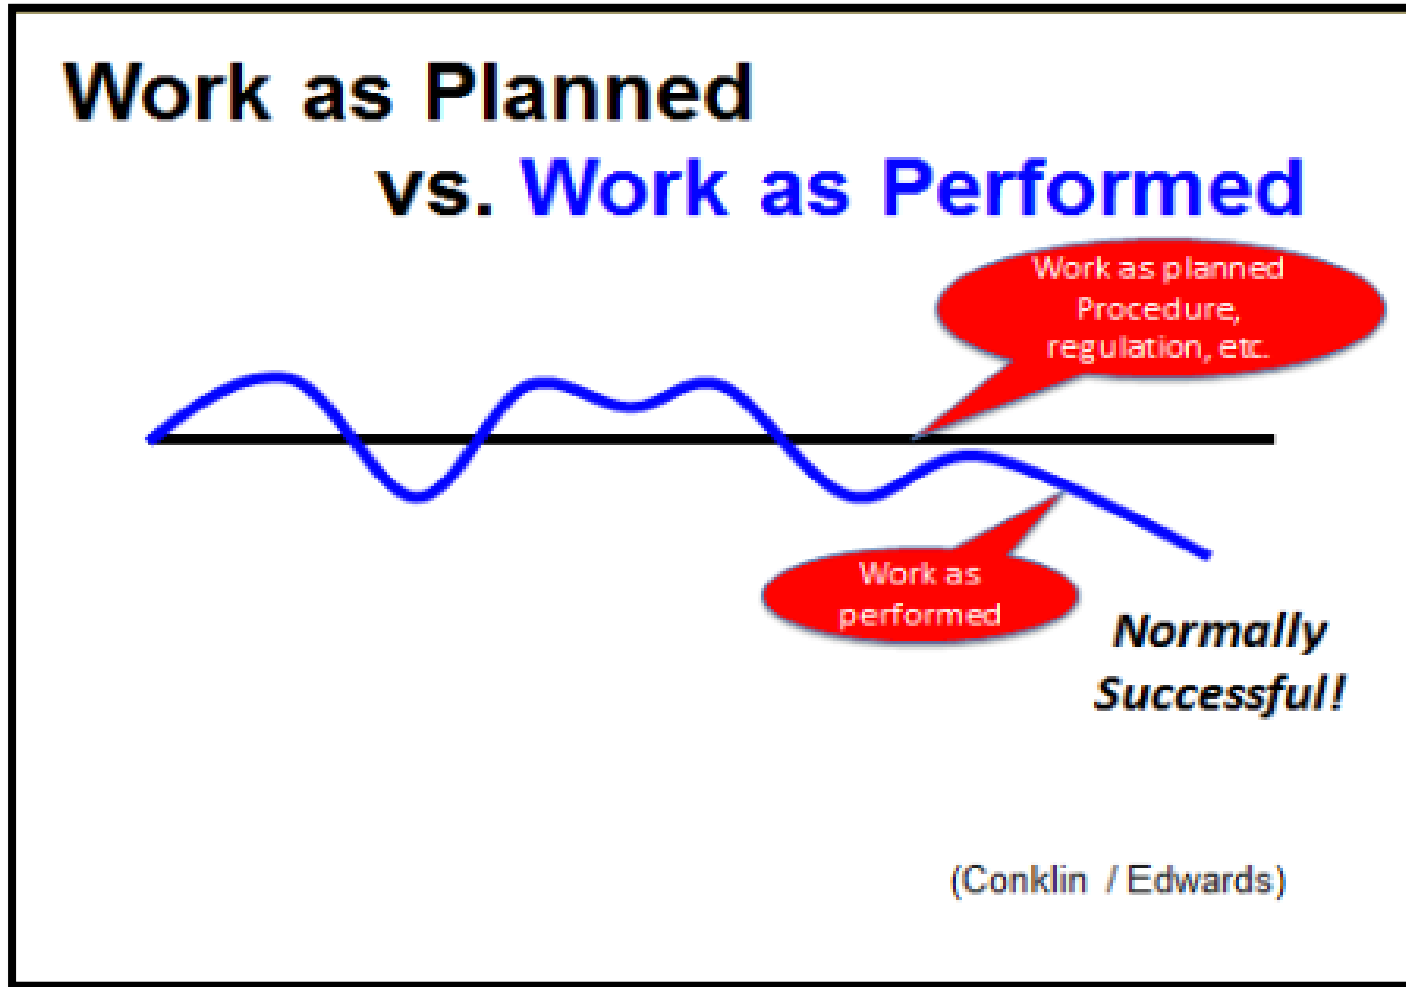 Work as Planned
vs. Work as Performed
Work as planned
Procedure,
regulation, etc.
Work as
performed
Normally
Successful!
(Conklin / Edwards)